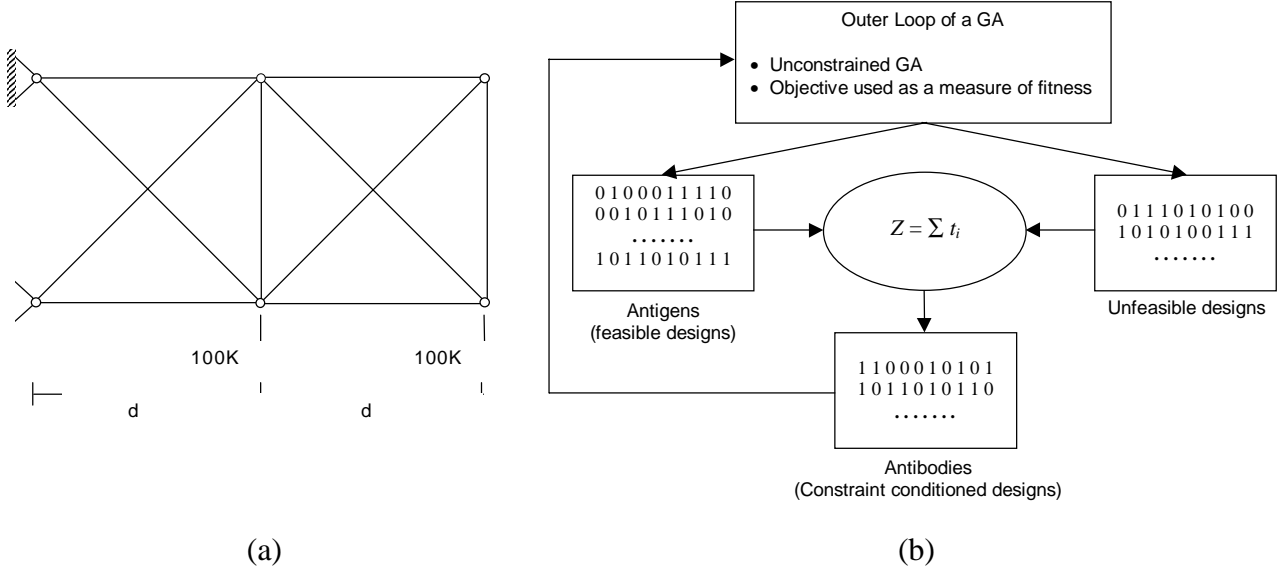 100K
100K
d
d
(a)
Outer Loop of a GA
• Unconstrained GA
• Objective used as a measure of fitness
0 1 0 0 0 1 1 1 1 0
0 0 1 0 1 1 1 0 1 0
.......
1 0 1 1 0 1 0 1 1 1
Antigens
(feasible designs)
Z = ∑ tᵢ
0 1 1 1 0 1 0 1 0 0
1 0 1 0 1 0 0 1 1 1
.......
Unfeasible designs
1 1 0 0 0 1 0 1 0 1
1 0 1 1 0 1 0 1 1 0
.......
Antibodies
(Constraint conditioned designs)
(b)